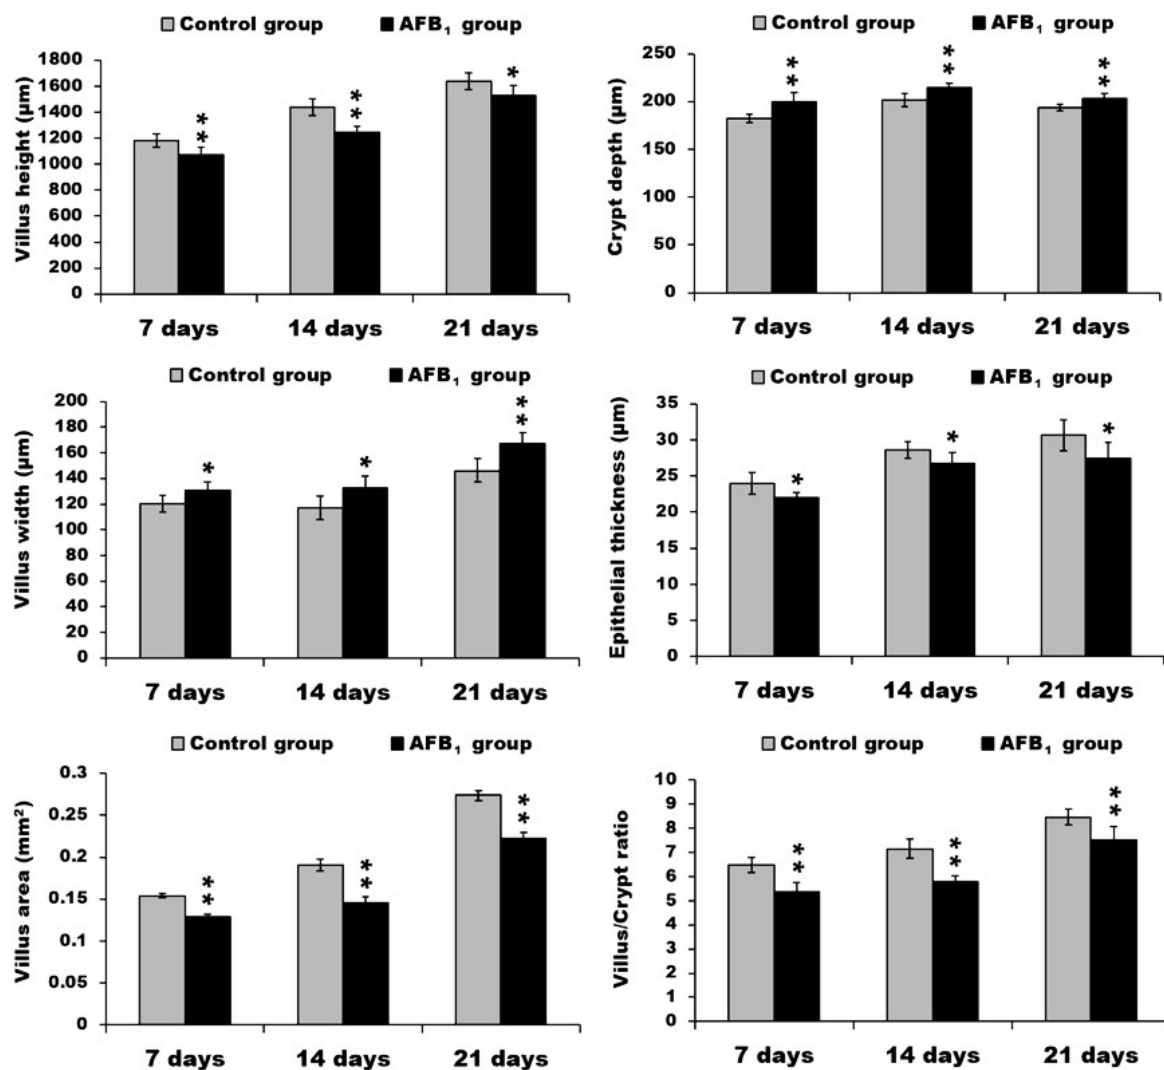 Control group AFB₁ group
Villus height (µm)
1800
1600
1400
1200
1000
800
600
400
200
0
** ** *
7 days 14 days 21 days
Control group AFB₁ group
Crypt depth (µm)
250
200
150
100
50
0
** ** **
7 days 14 days 21 days
Control group AFB₁ group
Villus width (µm)
200
180
160
140
120
100
80
60
40
20
0
* * **
7 days 14 days 21 days
Control group AFB₁ group
Epithelial thickness (µm)
35
30
25
20
15
10
5
0
* * *
7 days 14 days 21 days
Control group AFB₁ group
Villus area (mm²)
0.3
0.25
0.2
0.15
0.1
0.05
0
** ** **
7 days 14 days 21 days
Control group AFB₁ group
Villus/Crypt ratio
10
9
8
7
6
5
4
3
2
1
0
** ** **
7 days 14 days 21 days